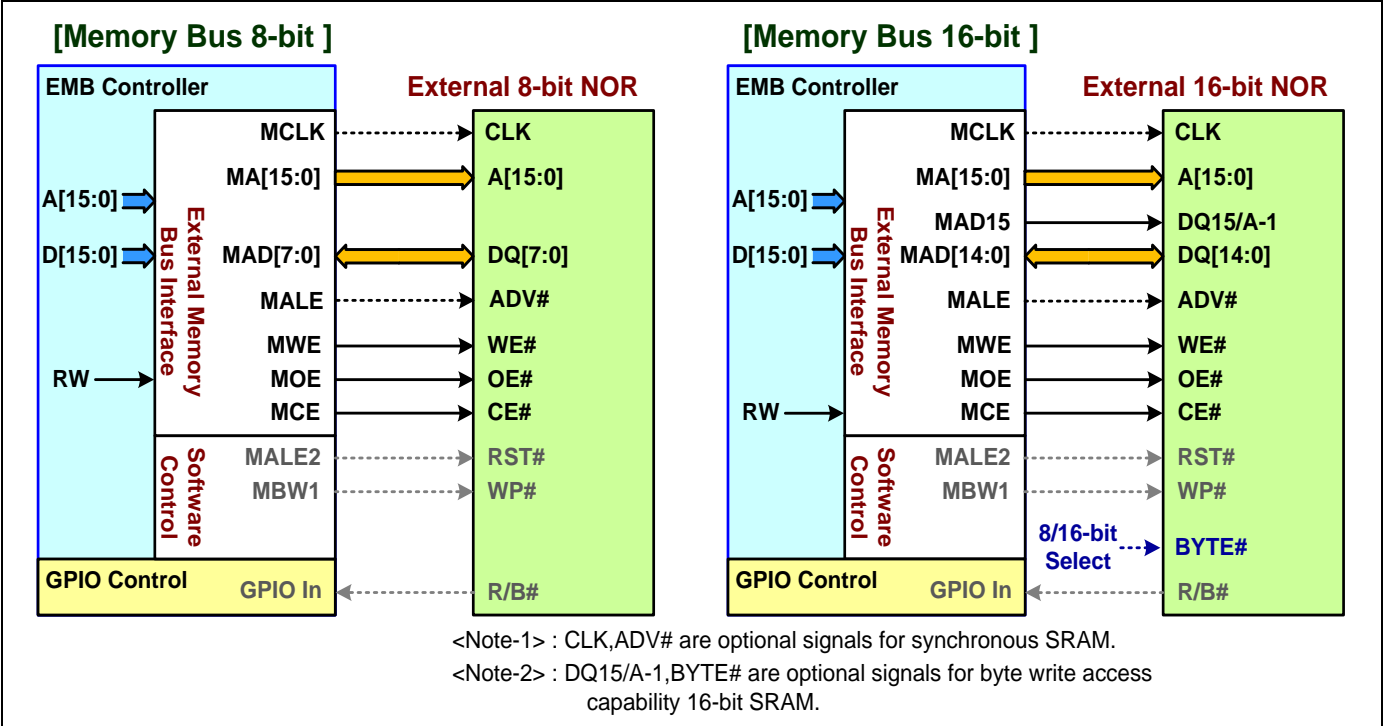 [Memory Bus 8-bit ]
EMB Controller
External 8-bit NOR
MCLK
CLK
MA[15:0]
A[15:0]
A[15:0]
External Memory
Bus Interface
D[15:0]
MAD[7:0]
DQ[7:0]
MALE
ADV#
MWE
WE#
RW
MOE
OE#
MCE
CE#
Software
Control
MALE2
RST#
MBW1
WP#
GPIO Control
GPIO In
R/B#
[Memory Bus 16-bit ]
EMB Controller
External 16-bit NOR
MCLK
CLK
MA[15:0]
A[15:0]
A[15:0]
External Memory
Bus Interface
MAD15
DQ15/A-1
D[15:0]
MAD[14:0]
DQ[14:0]
MALE
ADV#
MWE
WE#
MOE
OE#
RW
MCE
CE#
Software
Control
MALE2
RST#
MBW1
WP#
8/16-bit
Select
BYTE#
GPIO Control
GPIO In
R/B#
<Note-1> : CLK,ADV# are optional signals for synchronous SRAM.
<Note-2> : DQ15/A-1,BYTE# are optional signals for byte write access
capability 16-bit SRAM.